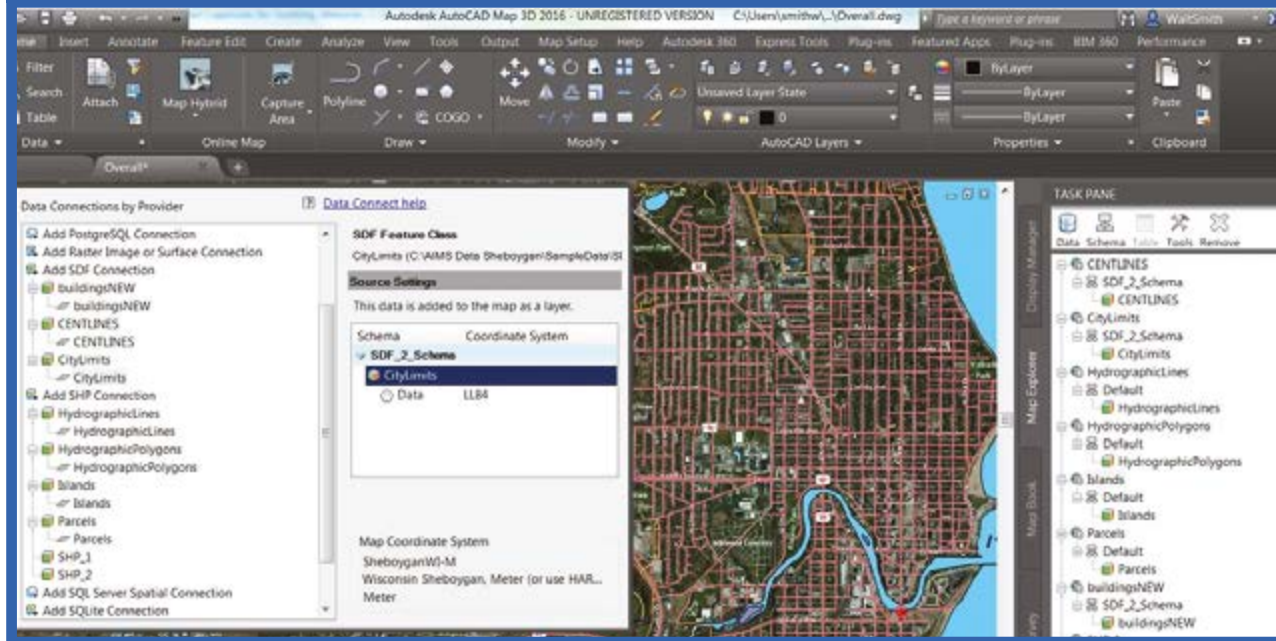 Autodesk AutoCAD Map 3D 2016 - UNREGISTERED VERSION C:\Users\smithw\...\Overall.dwg
Type a keyword or phrase
WaltSmith
Insert Annotate Feature Edit Create Analyze View Tools Output Map Setup Help Autodesk 360 Express Tools Plug-ins Featured Apps Plug-ins BIM 360 Performance
Filter
Search
Table
Attach
Map Hybrid
Capture Area
Polyline
COGO
Move
Unsaved Layer State
0
ByLayer
ByLayer
ByLayer
Paste
Data
Online Map
Draw
Modify
AutoCAD Layers
Properties
Clipboard
Overall*
Data Connections by Provider
Data Connect help
Add PostgreSQL Connection
Add Raster Image or Surface Connection
Add SDF Connection
buildingsNEW
buildingsNEW
CENTLINES
CENTLINES
CityLimits
CityLimits
Add SHP Connection
HydrographicLines
HydrographicLines
HydrographicPolygons
HydrographicPolygons
Islands
Islands
Parcels
Parcels
SHP_1
SHP_2
Add SQL Server Spatial Connection
Add SQLite Connection
SDF Feature Class
CityLimits (C:\AIMS Data Sheboygan\SampleData\S
Source Settings
This data is added to the map as a layer.
Schema Coordinate System
SDF_2_Schema
CityLimits
Data LL84
Map Coordinate System
SheboyganWI-M
Wisconsin Sheboygan, Meter (or use HAR...
Meter
Park
Display Manager
Map Explorer
Map Book
TASK PANE
Data Schema Table Tools Remove
CENTLINES
SDF_2_Schema
CENTLINES
CityLimits
SDF_2_Schema
CityLimits
HydrographicLines
Default
HydrographicLines
HydrographicPolygons
Default
HydrographicPolygons
Islands
Default
Islands
Parcels
Default
Parcels
buildingsNEW
SDF_2_Schema
buildingsNEW